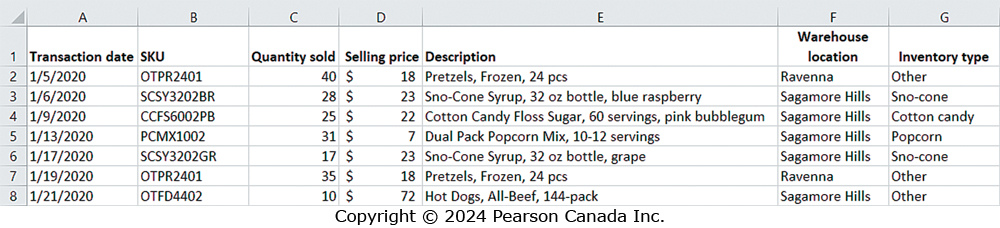 A B C D E F G
1 Transaction date SKU Quantity sold Selling price Description Warehouse location Inventory type
2 1/5/2020 OTPR2401 40 $ 18 Pretzels, Frozen, 24 pcs Ravenna Other
3 1/6/2020 SCSY3202BR 28 $ 23 Sno-Cone Syrup, 32 oz bottle, blue raspberry Sagamore Hills Sno-cone
4 1/9/2020 CCFS6002PB 25 $ 22 Cotton Candy Floss Sugar, 60 servings, pink bubblegum Sagamore Hills Cotton candy
5 1/13/2020 PCMX1002 31 $ 7 Dual Pack Popcorn Mix, 10-12 servings Sagamore Hills Popcorn
6 1/17/2020 SCSY3202GR 17 $ 23 Sno-Cone Syrup, 32 oz bottle, grape Sagamore Hills Sno-cone
7 1/19/2020 OTPR2401 35 $ 18 Pretzels, Frozen, 24 pcs Ravenna Other
8 1/21/2020 OTFD4402 10 $ 72 Hot Dogs, All-Beef, 144-pack Sagamore Hills Other
Copyright © 2024 Pearson Canada Inc.